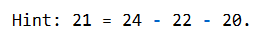 Hint: 21 = 24 - 22 - 20.